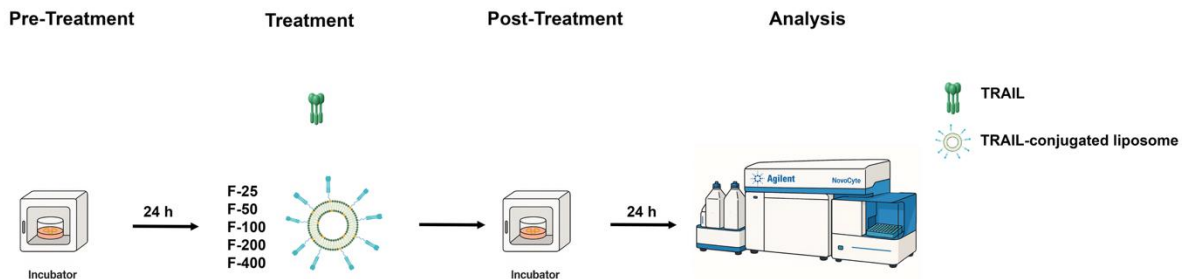 Pre-Treatment
Treatment
Post-Treatment
Analysis
TRAIL
TRAIL-conjugated liposome
24 h
F-25
F-50
F-100
F-200
F-400
24 h
Agilent
NovoCyte
Incubator
Incubator